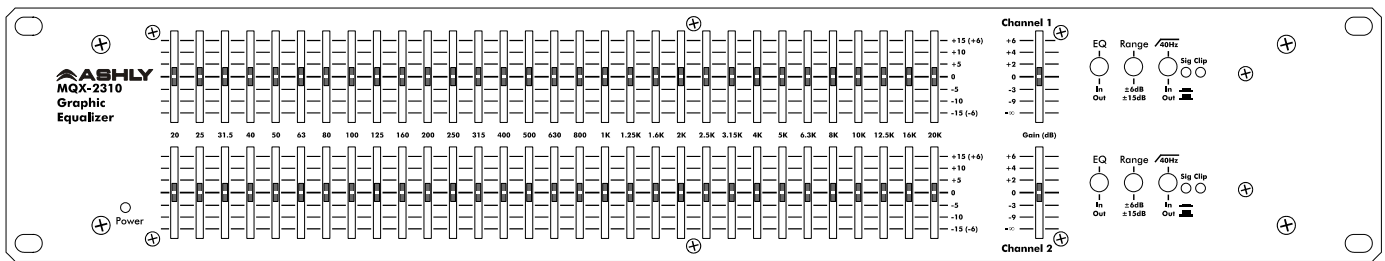 Channel 1
+15 (+6)
+10
+5
0
-5
-10
-15 (-6)
+6
+4
+2
0
-3
-9
-∞
EQ Range 40Hz
Sig Clip
In ±6dB In
Out ±15dB Out
ASHLY
MQX-2310
Graphic
Equalizer
20 25 31.5 40 50 63 80 100 125 160 200 250 315 400 500 630 800 1K 1.25K 1.6K 2K 2.5K 3.15K 4K 5K 6.3K 8K 10K 12.5K 16K 20K Gain (dB)
+15 (+6)
+10
+5
0
-5
-10
-15 (-6)
+6
+4
+2
0
-3
-9
-∞
EQ Range 40Hz
Sig Clip
In ±6dB In
Out ±15dB Out
Power
Channel 2